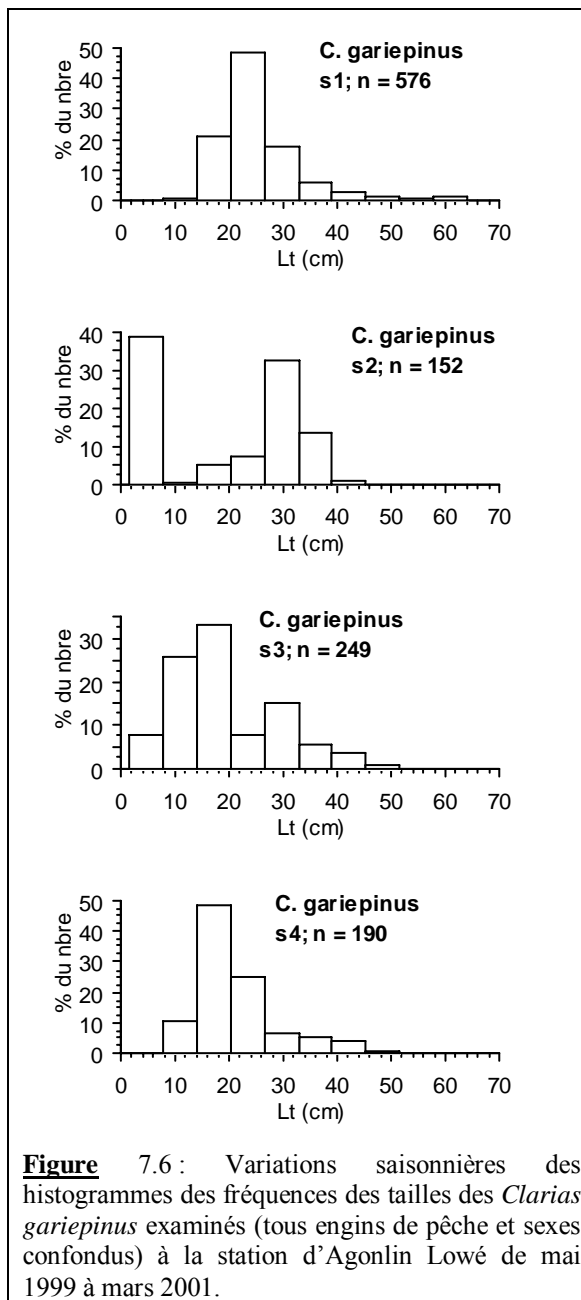 C. gariepinus
s1; n = 576
% du nbre
50
40
30
20
10
0
0 10 20 30 40 50 60 70
Lt (cm)
C. gariepinus
s2; n = 152
% du nbre
40
30
20
10
0
0 10 20 30 40 50 60 70
Lt (cm)
C. gariepinus
s3; n = 249
% du nbre
30
20
10
0
0 10 20 30 40 50 60 70
Lt (cm)
C. gariepinus
s4; n = 190
% du nbre
50
40
30
20
10
0
0 10 20 30 40 50 60 70
Lt (cm)
Figure 7.6 : Variations saisonnières des
histogrammes des fréquences des tailles des Clarias
gariepinus examinés (tous engins de pêche et sexes
confondus) à la station d'Agonlin Lowé de mai
1999 à mars 2001.